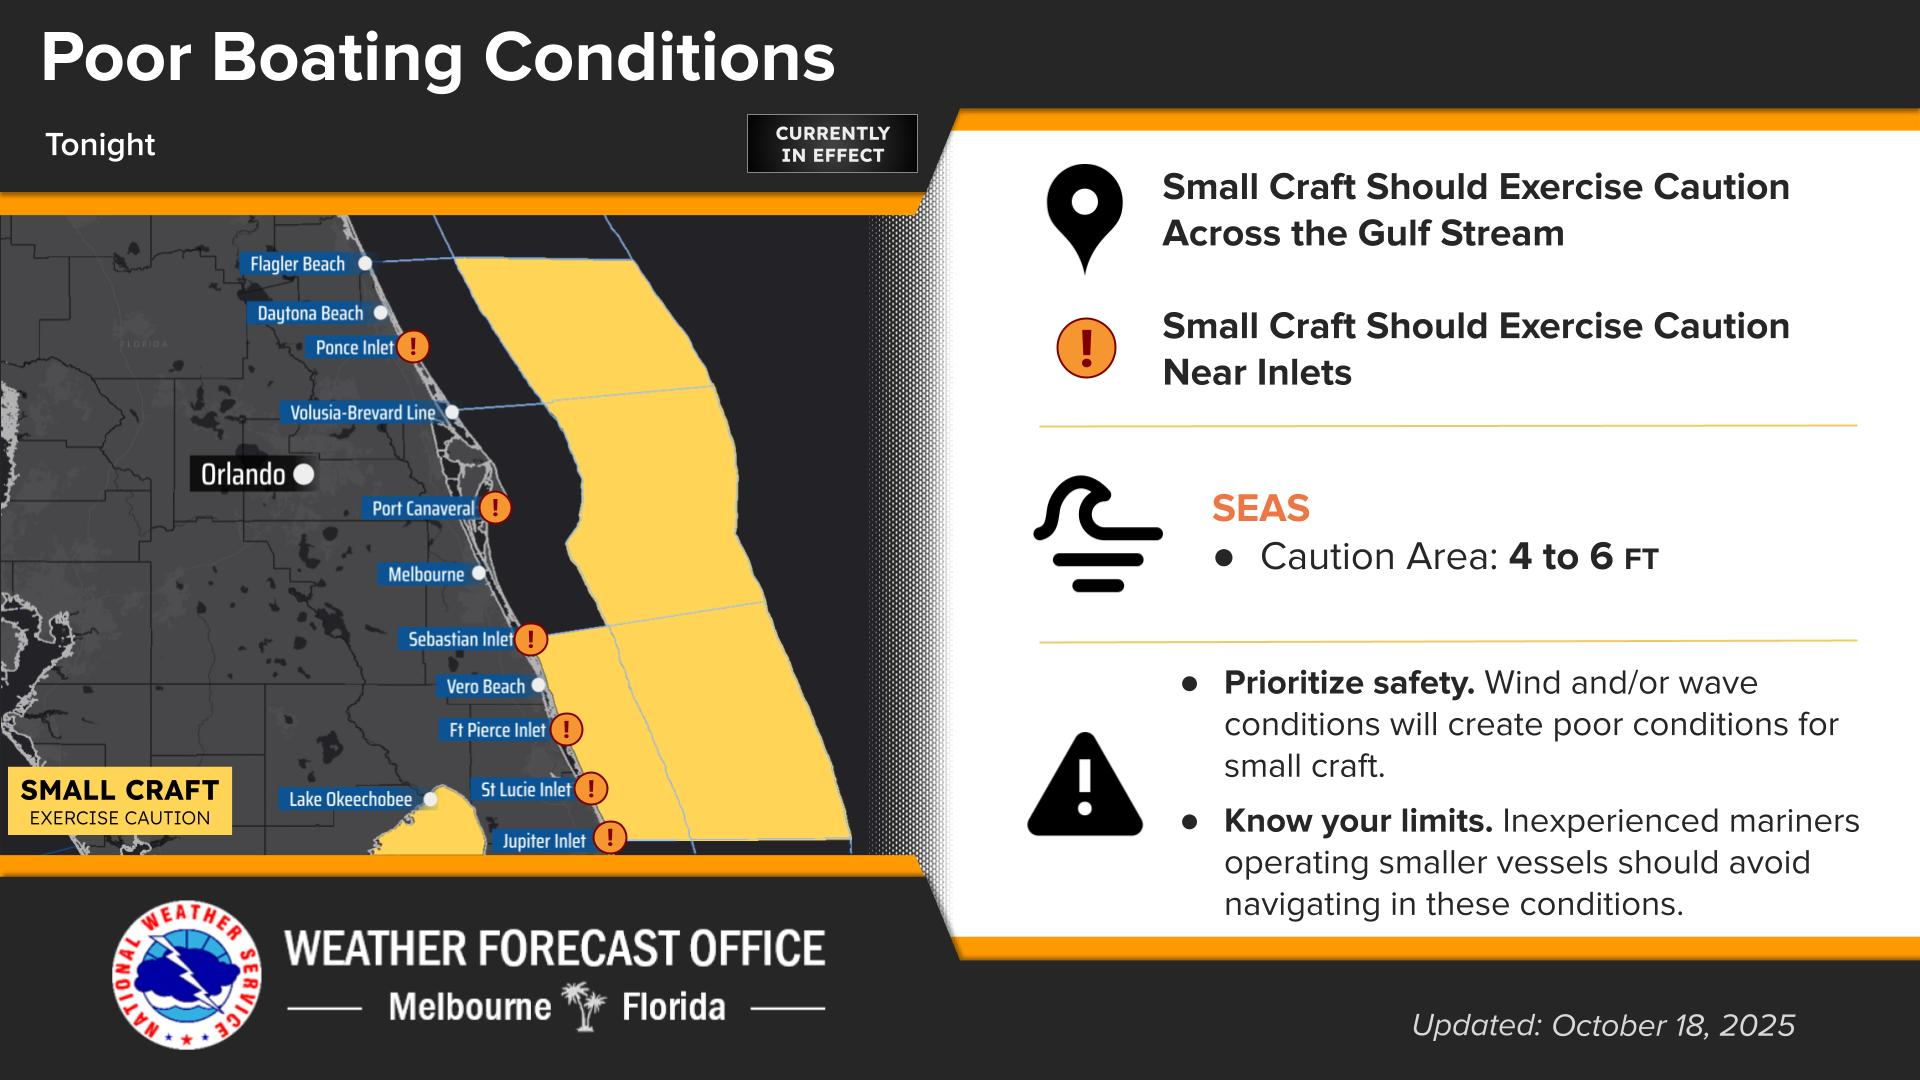 Poor Boating Conditions
Tonight
CURRENTLY
IN EFFECT
Flagler Beach
Daytona Beach
Ponce Inlet
FLORIDA
Volusia-Brevard Line
Orlando
Port Canaveral
Melbourne
Sebastian Inlet
Vero Beach
Ft Pierce Inlet
St Lucie Inlet
Lake Okeechobee
Jupiter Inlet
SMALL CRAFT
EXERCISE CAUTION
Small Craft Should Exercise Caution
Across the Gulf Stream
Small Craft Should Exercise Caution
Near Inlets
SEAS
● Caution Area: 4 to 6 FT
● Prioritize safety. Wind and/or wave
conditions will create poor conditions for
small craft.
● Know your limits. Inexperienced mariners
operating smaller vessels should avoid
navigating in these conditions.
NATIONAL WEATHER SERVICE
WEATHER FORECAST OFFICE
Melbourne Florida
Updated: October 18, 2025